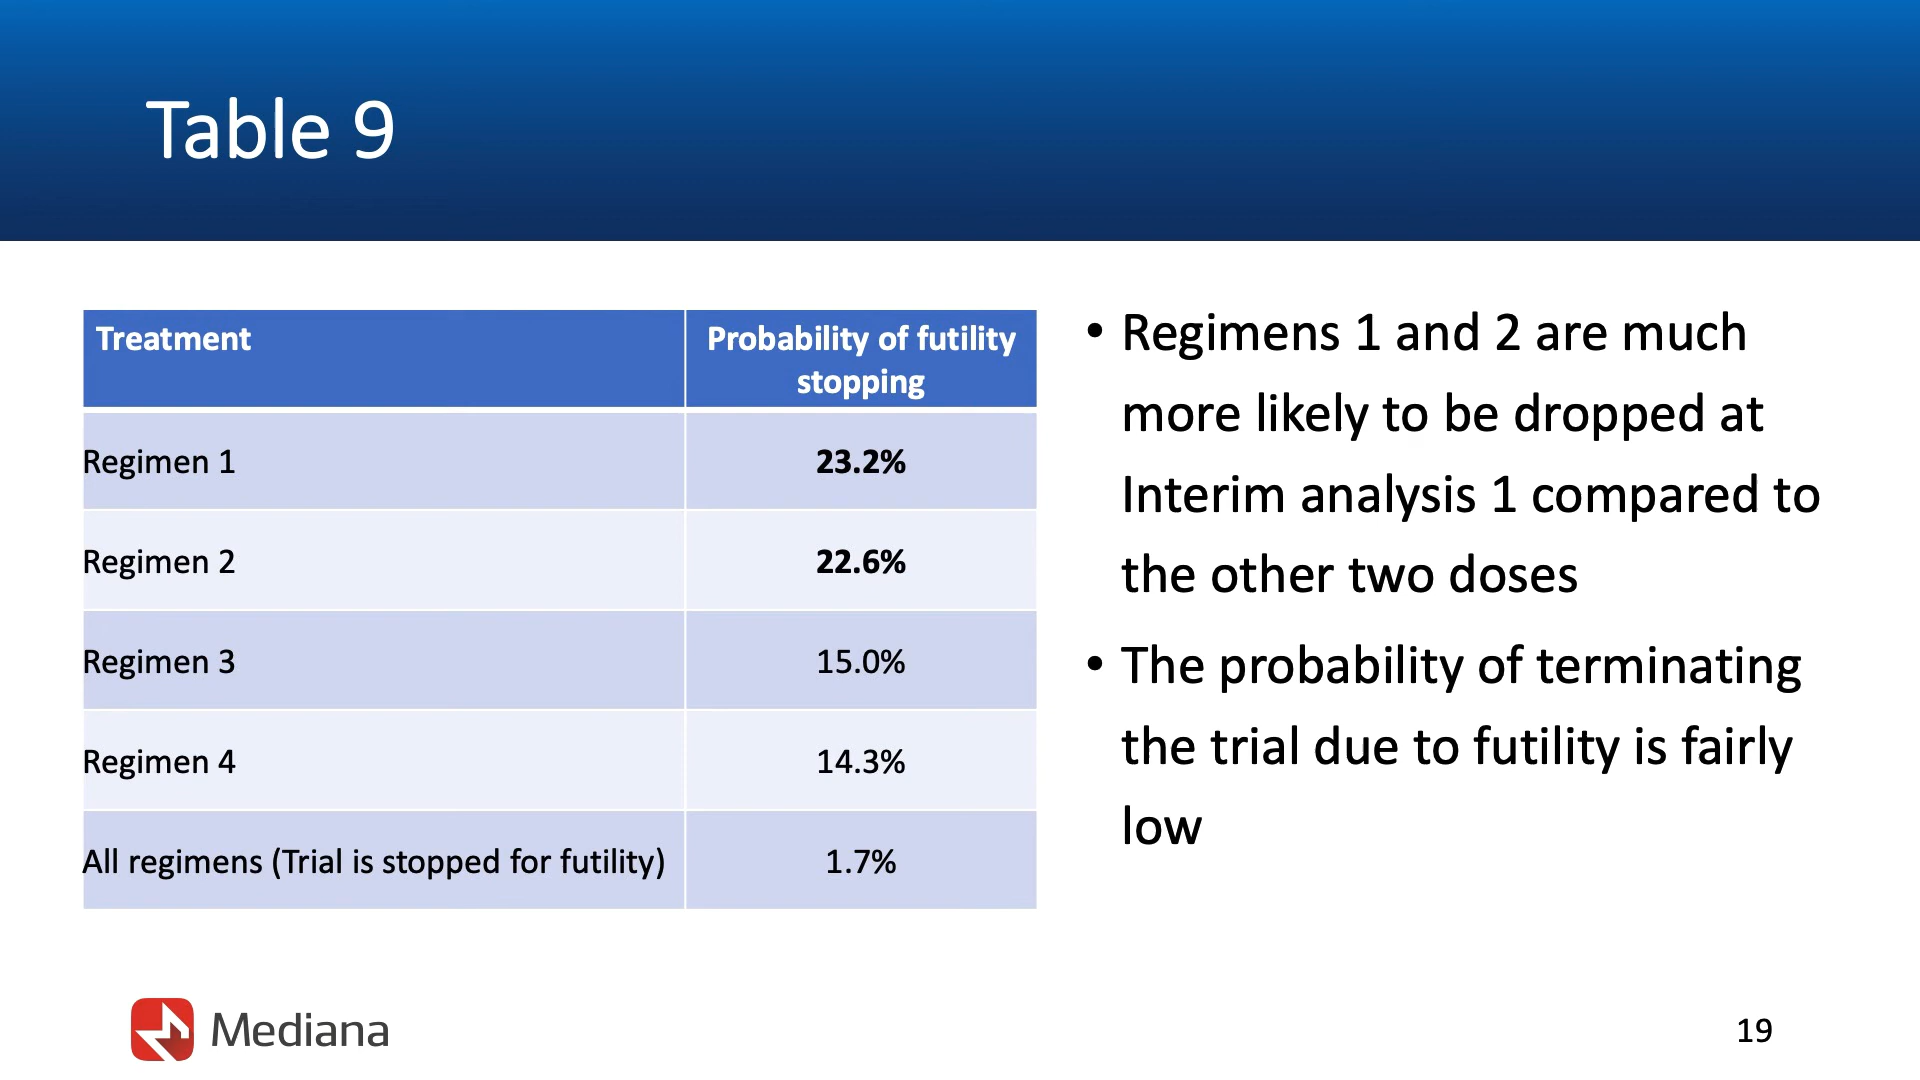 Table 9
Treatment
Probability of futility
stopping
Regimen 1
23.2%
Regimen 2
22.6%
Regimen 3
15.0%
Regimen 4
14.3%
All regimens (Trial is stopped for futility)
1.7%
• Regimens 1 and 2 are much
more likely to be dropped at
Interim analysis 1 compared to
the other two doses
• The probability of terminating
the trial due to futility is fairly
low
Mediana
19